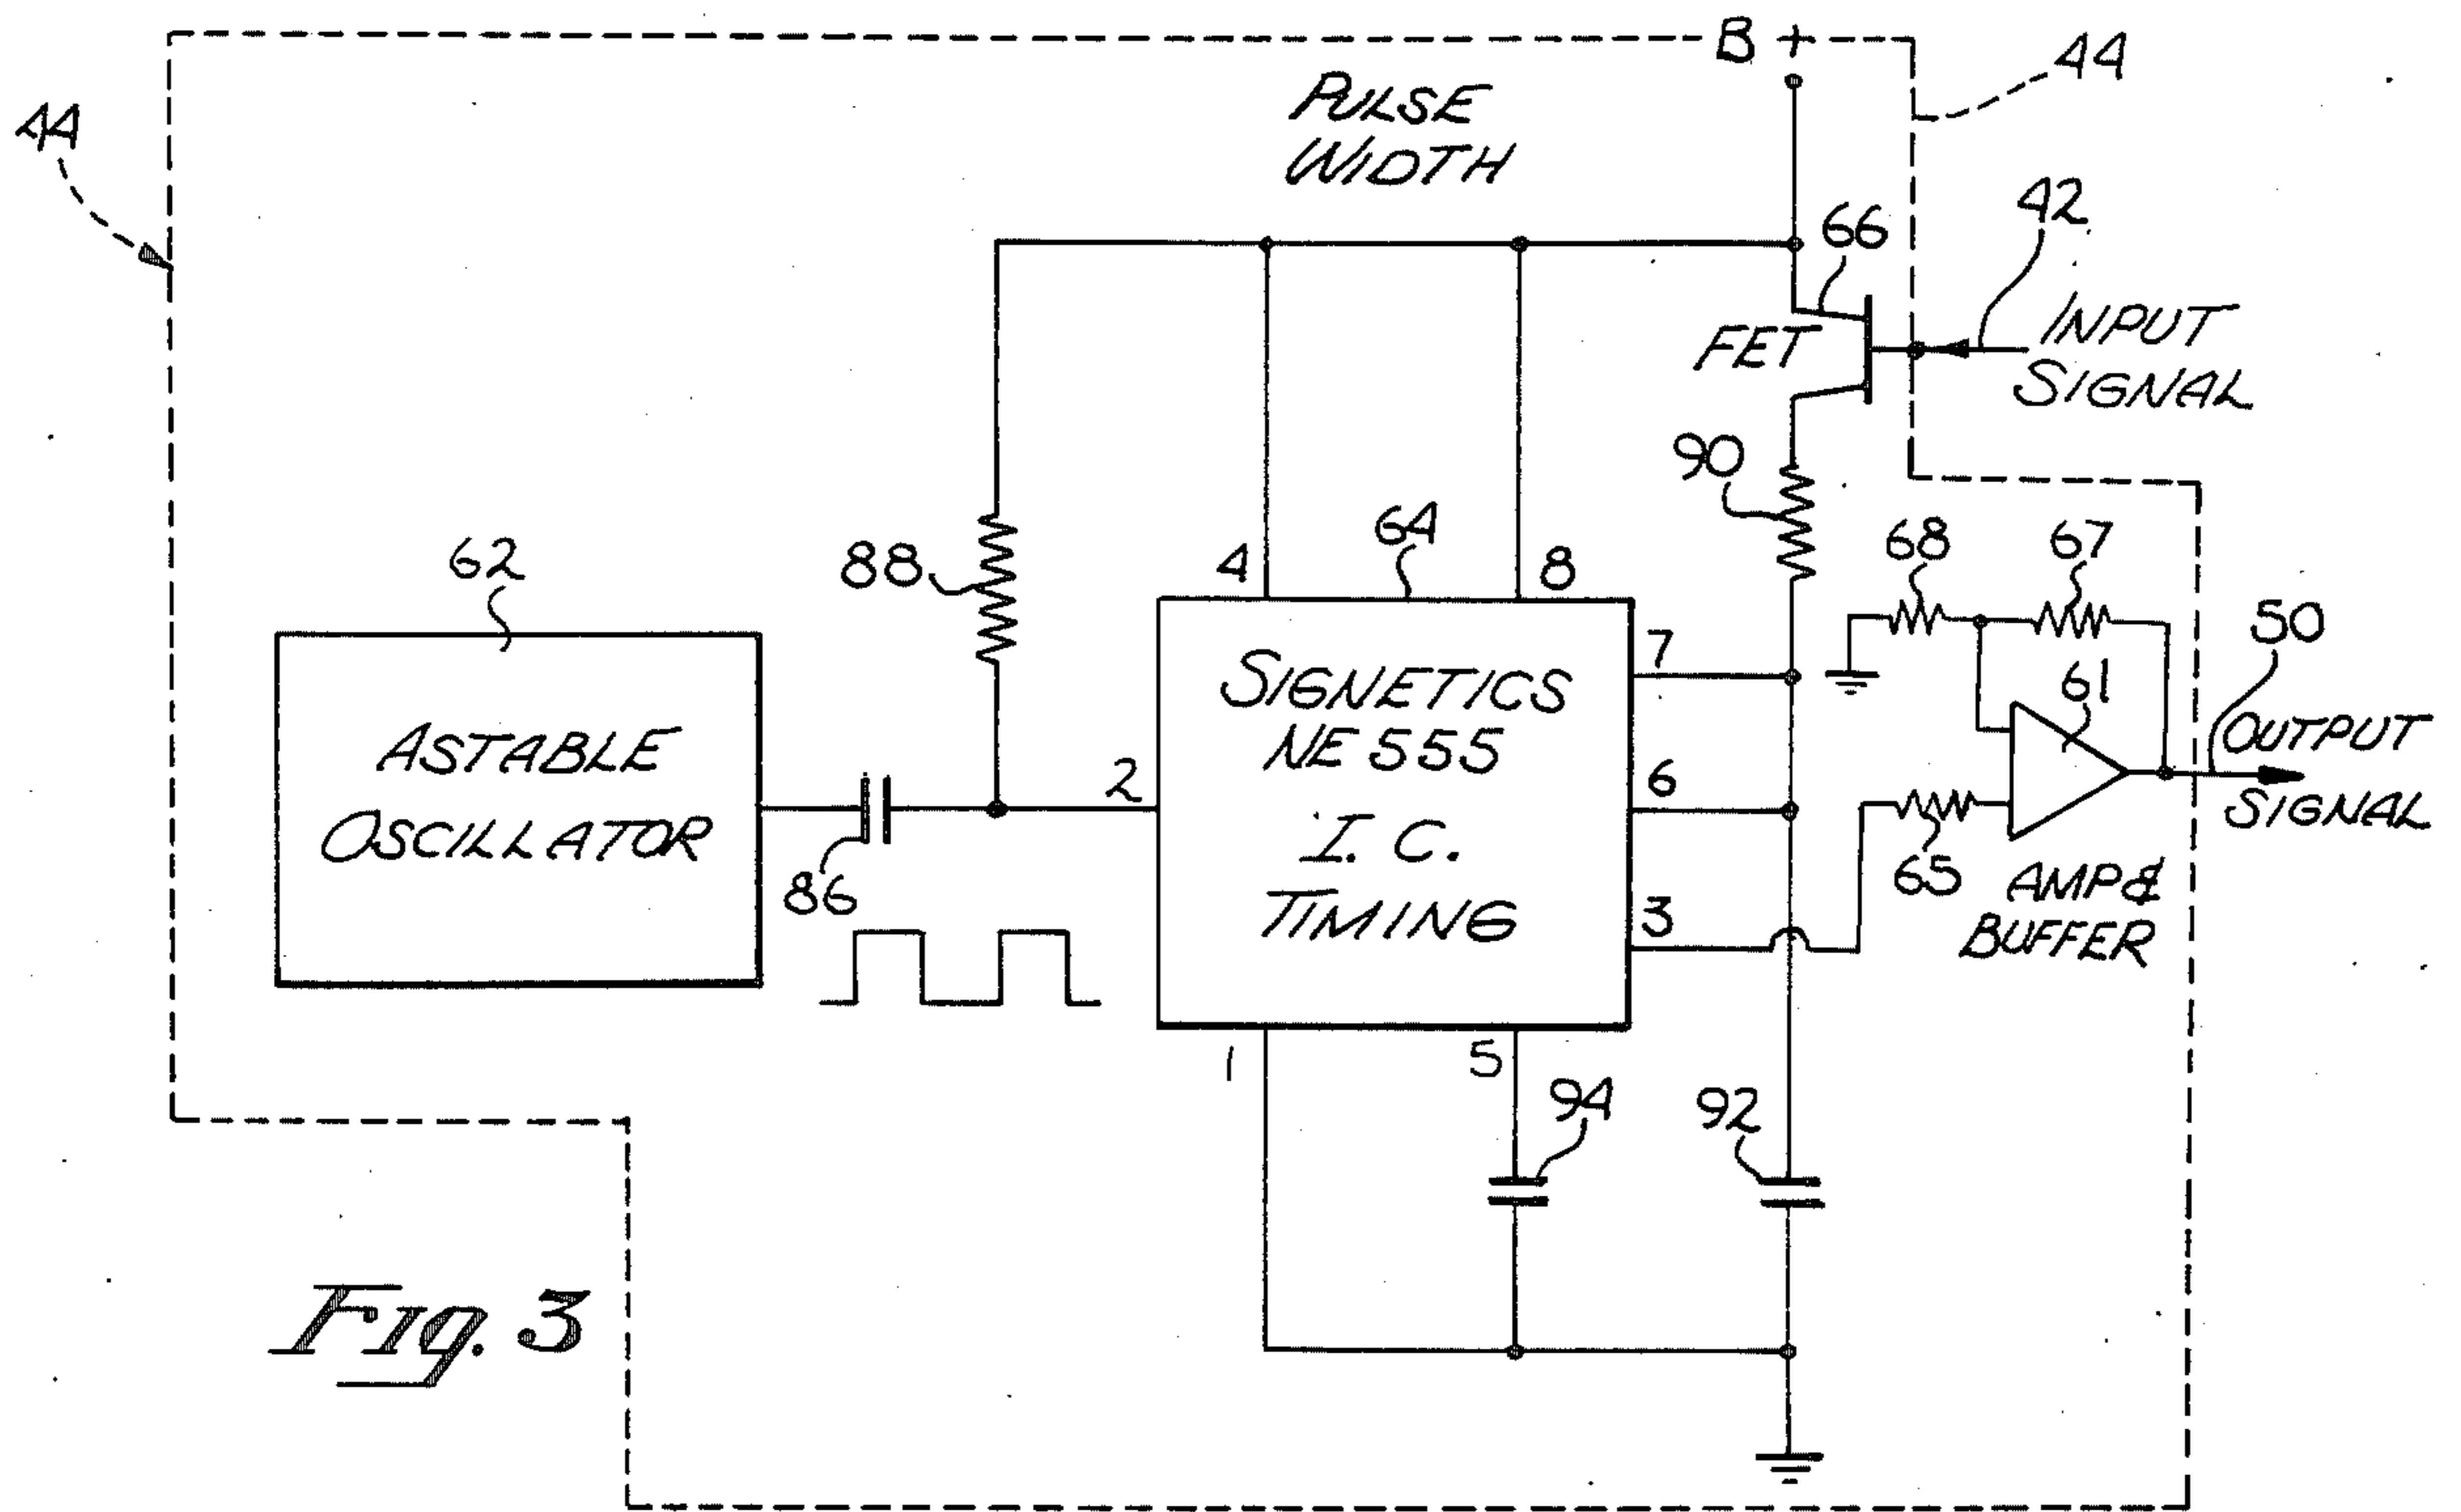 B +
44
PULSE
WIDTH
44
42
66
INPUT
SIGNAL
FET
90
62
88
4
64
8
68
67
50
7
61
SIGNETICS
NE 555
I. C.
TIMING
ASTABLE
OSCILLATOR
2
6
OUTPUT
SIGNAL
86
65
AMP &
BUFFER
3
1
5
94
92
Fig. 3